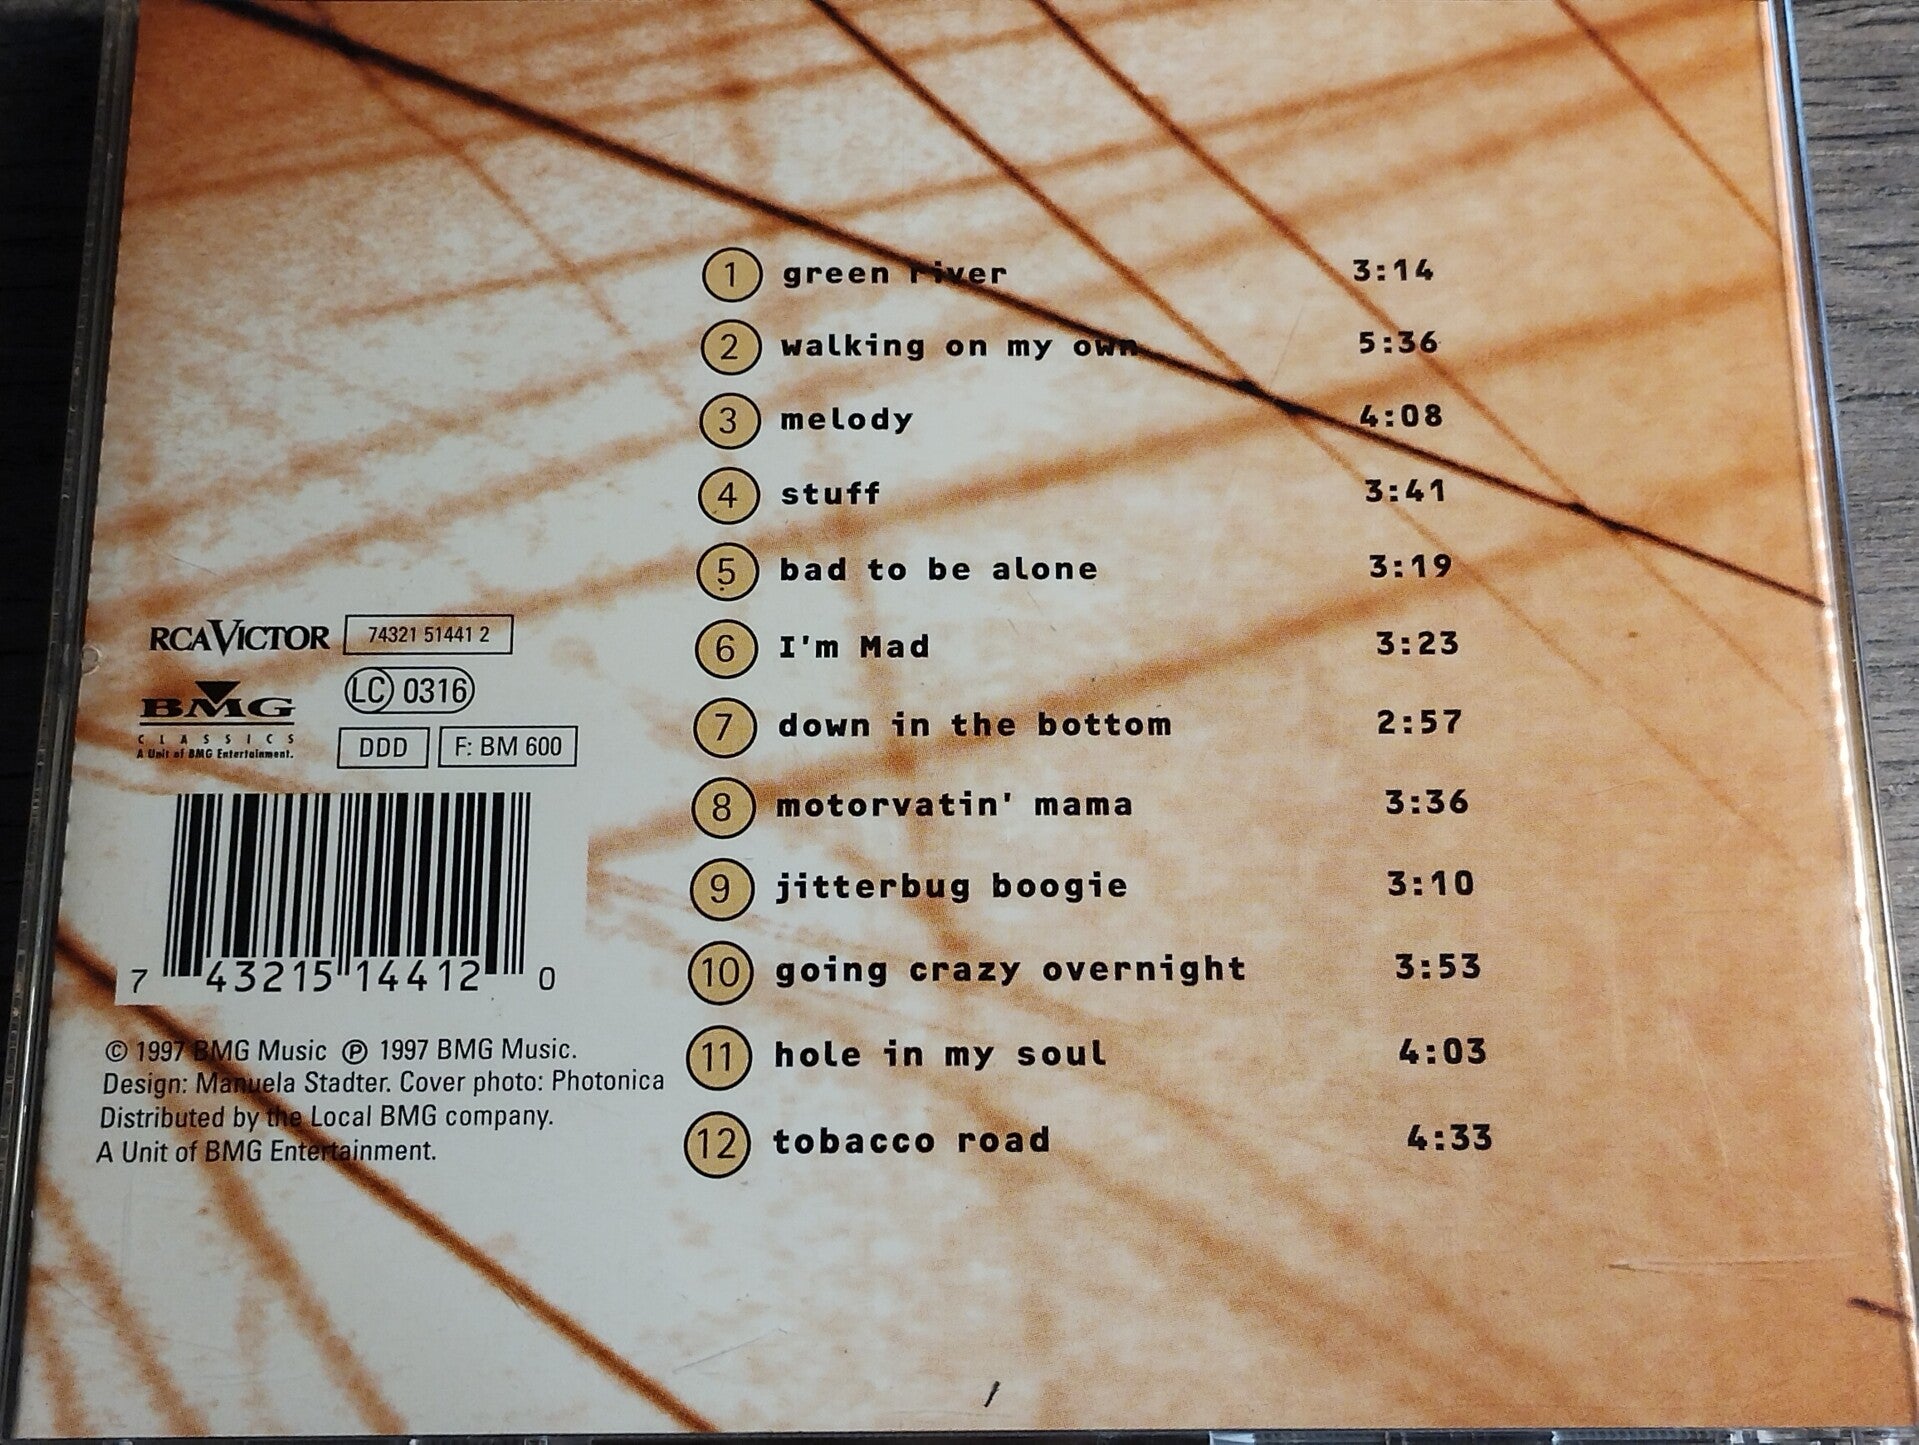 1 green river 3:14
2 walking on my own 5:36
3 melody 4:08
4 stuff 3:41
5 bad to be alone 3:19
6 I'm Mad 3:23
7 down in the bottom 2:57
8 motorvatin' mama 3:36
9 jitterbug boogie 3:10
10 going crazy overnight 3:53
11 hole in my soul 4:03
12 tobacco road 4:33
RCA VICTOR 74321 51441 2
LC 0316
BMG
CLASSICS
A Unit of BMG Entertainment.
DDD F: BM 600
7 43215 14412 0
© 1997 BMG Music ℗ 1997 BMG Music.
Design: Manuela Stadter. Cover photo: Photonica
Distributed by the Local BMG company.
A Unit of BMG Entertainment.